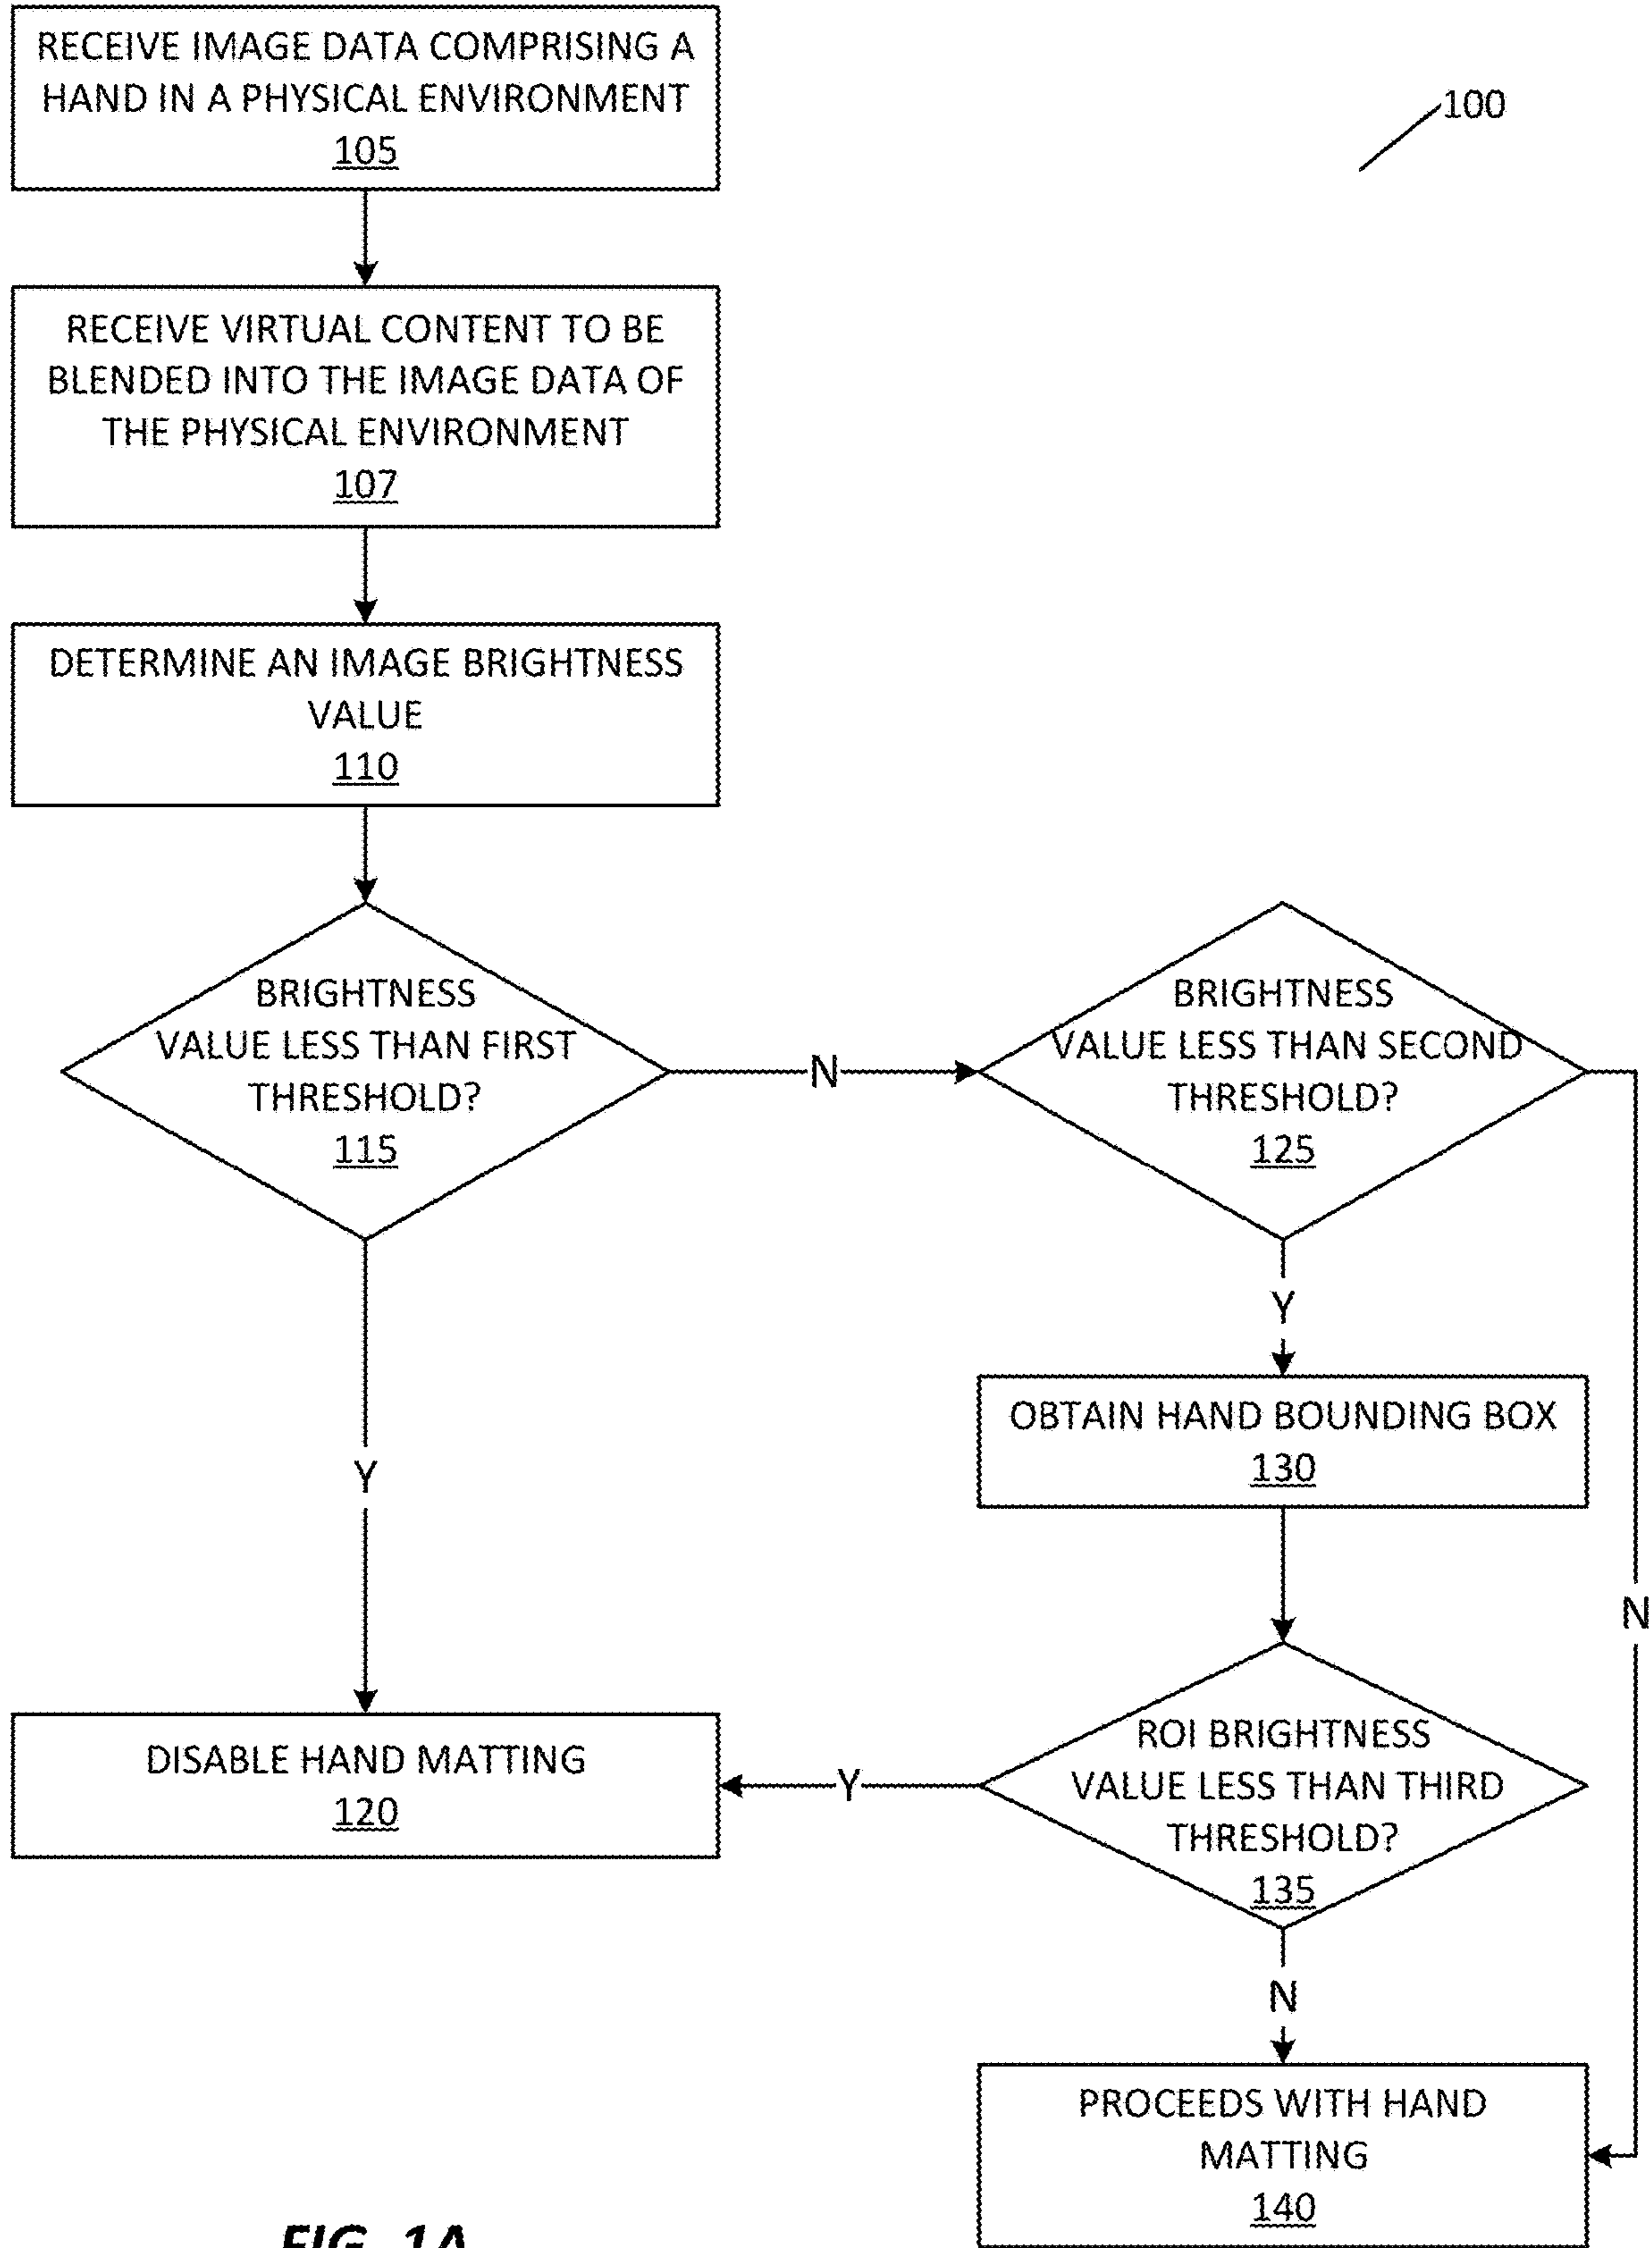 RECEIVE IMAGE DATA COMPRISING A
HAND IN A PHYSICAL ENVIRONMENT
105
100
RECEIVE VIRTUAL CONTENT TO BE
BLENDED INTO THE IMAGE DATA OF
THE PHYSICAL ENVIRONMENT
107
DETERMINE AN IMAGE BRIGHTNESS
VALUE
110
BRIGHTNESS
VALUE LESS THAN FIRST
THRESHOLD?
115
N
BRIGHTNESS
VALUE LESS THAN SECOND
THRESHOLD?
125
Y
OBTAIN HAND BOUNDING BOX
130
Y
N
DISABLE HAND MATTING
120
Y
ROI BRIGHTNESS
VALUE LESS THAN THIRD
THRESHOLD?
135
N
PROCEEDS WITH HAND
MATTING
140
FIG. 1A